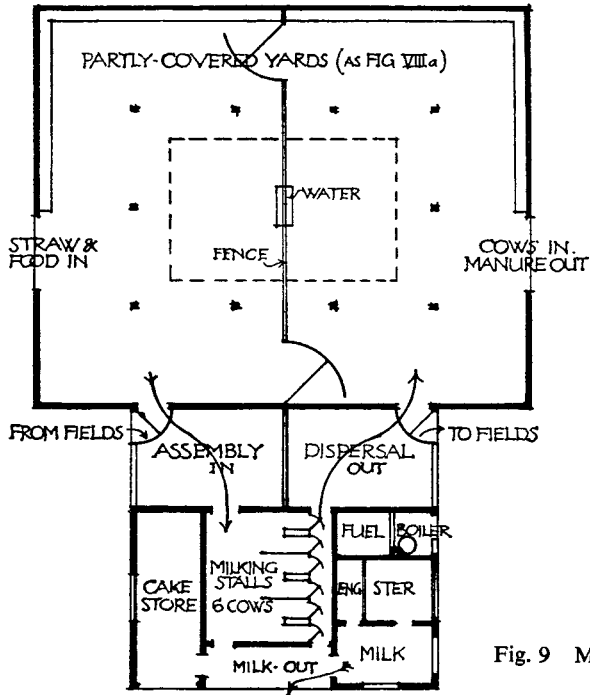 PARTLY-COVERED YARDS (AS FIG VIIIa)
WATER
STRAW &
FOOD IN
FENCE
COWS IN.
MANURE OUT
FROM FIELDS
ASSEMBLY
IN
DISPERSAL
OUT
TO FIELDS
FUEL
BOILER
CAKE
STORE
MILKING
STALLS
6 COWS
ENG
STER
MILK-OUT
MILK
Fig. 9 M